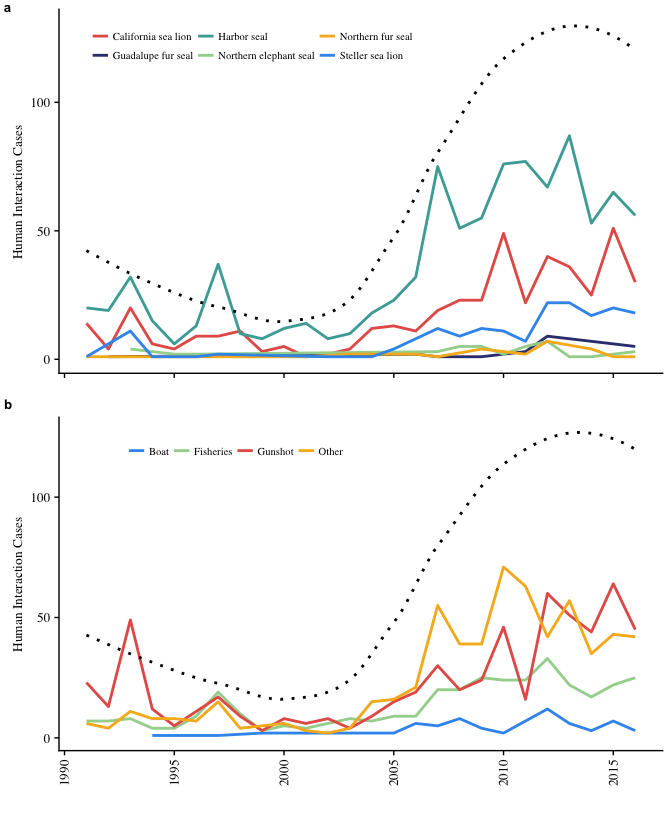 a
California sea lion Harbor seal Northern fur seal
Guadalupe fur seal Northern elephant seal Steller sea lion
100
50
0
Human Interaction Cases
b
Boat Fisheries Gunshot Other
100
50
0
Human Interaction Cases
1990 1995 2000 2005 2010 2015